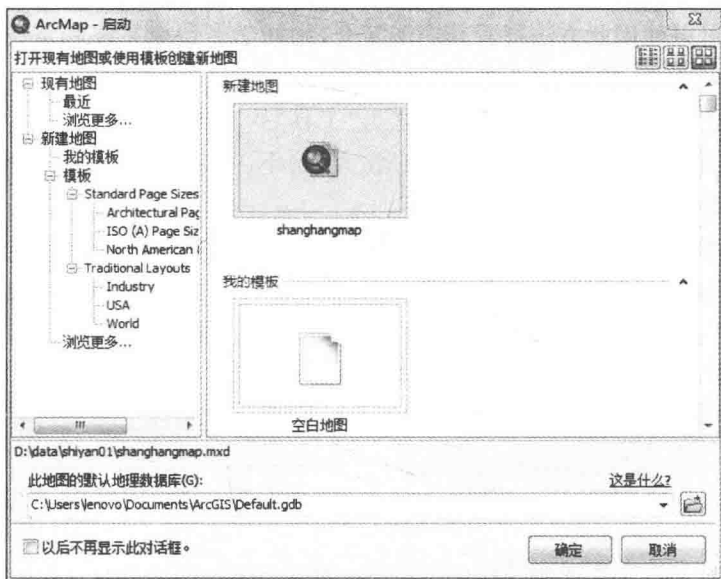 ArcMap - 启动
打开现有地图或使用模板创建新地图
现有地图
最近
浏览更多...
新建地图
我的模板
模板
Standard Page Sizes
Architectural Pag
ISO (A) Page Siz
North American
Traditional Layouts
Industry
USA
World
浏览更多...
新建地图
shanghangmap
我的模板
空白地图
D:\data\shiyan01\shanghangmap.mxd
此地图的默认地理数据库(G):
这是什么?
C:\Users\lenovo\Documents\ArcGIS\Default.gdb
以后不再显示此对话框。
确定
取消